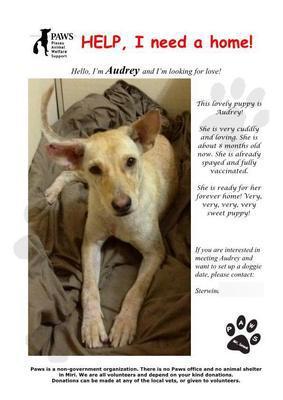 PAWS
Pieces
Animal
Welfare
Support
HELP, I need a home!
Hello, I'm Audrey and I'm looking for love!
This lovely puppy is
Audrey!
She is very cuddly
and loving. She is
about 8 months old
now. She is already
spayed and fully
vaccinated.
She is ready for her
forever home! Very,
very, very, very
sweet puppy!
If you are interested in
meeting Audrey and
want to set up a doggie
date, please contact:
Sterwin,
PAWS
Paws is a non-government organization. There is no Paws office and no animal shelter
in Miri. We are all volunteers and depend on your kind donations.
Donations can be made at any of the local vets, or given to volunteers.